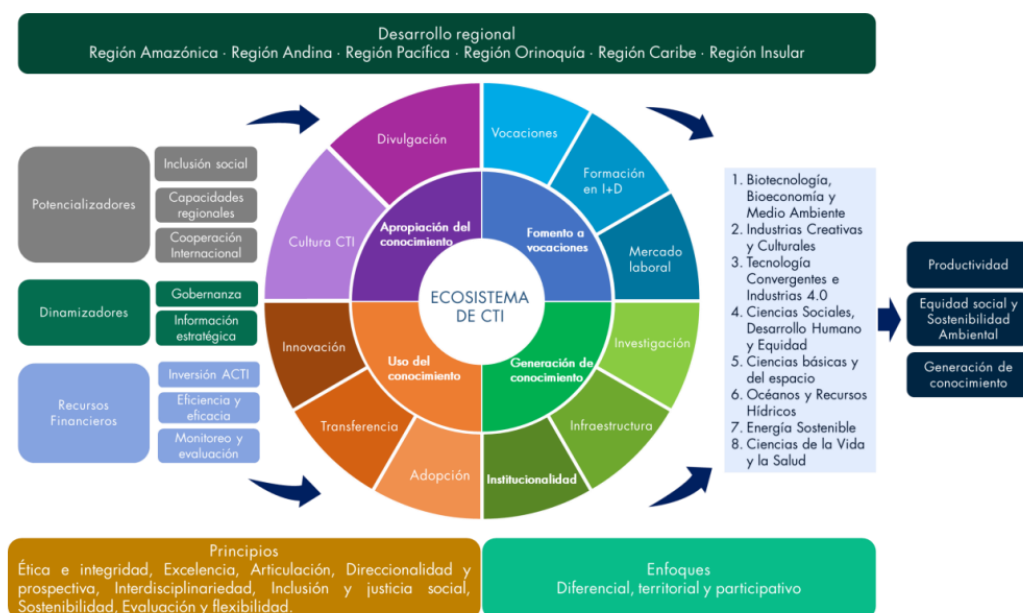 Desarrollo regional
Región Amazónica · Región Andina · Región Pacífica · Región Orinoquía · Región Caribe · Región Insular
Potencializadores
Inclusión social
Capacidades
regionales
Cooperación
Internacional
Dinamizadores
Gobernanza
Información
estratégica
Recursos
Financieros
Inversión ACTI
Eficiencia y
eficacia
Monitoreo y
evaluación
Divulgación
Vocaciones
Formación
en I+D
Mercado
laboral
Cultura CTI
Apropiación del
conocimiento
Fomento a
vocaciones
ECOSISTEMA
DE CTI
Innovación
Uso del
conocimiento
Generación de
conocimiento
Investigación
Transferencia
Infraestructura
Adopción
Institucionalidad
1. Biotecnología,
Bioeconomía y
Medio Ambiente
2. Industrias Creativas
y Culturales
3. Tecnología
Convergentes e
Industrias 4.0
4. Ciencias Sociales,
Desarrollo Humano
y Equidad
5. Ciencias básicas y
del espacio
6. Océanos y Recursos
Hídricos
7. Energía Sostenible
8. Ciencias de la Vida
y la Salud
Productividad
Equidad social y
Sostenibilidad
Ambiental
Generación de
conocimiento
Principios
Ética e integridad, Excelencia, Articulación, Direccionalidad y
prospectiva, Interdisciplinariedad, Inclusión y justicia social,
Sostenibilidad, Evaluación y flexibilidad.
Enfoques
Diferencial, territorial y participativo